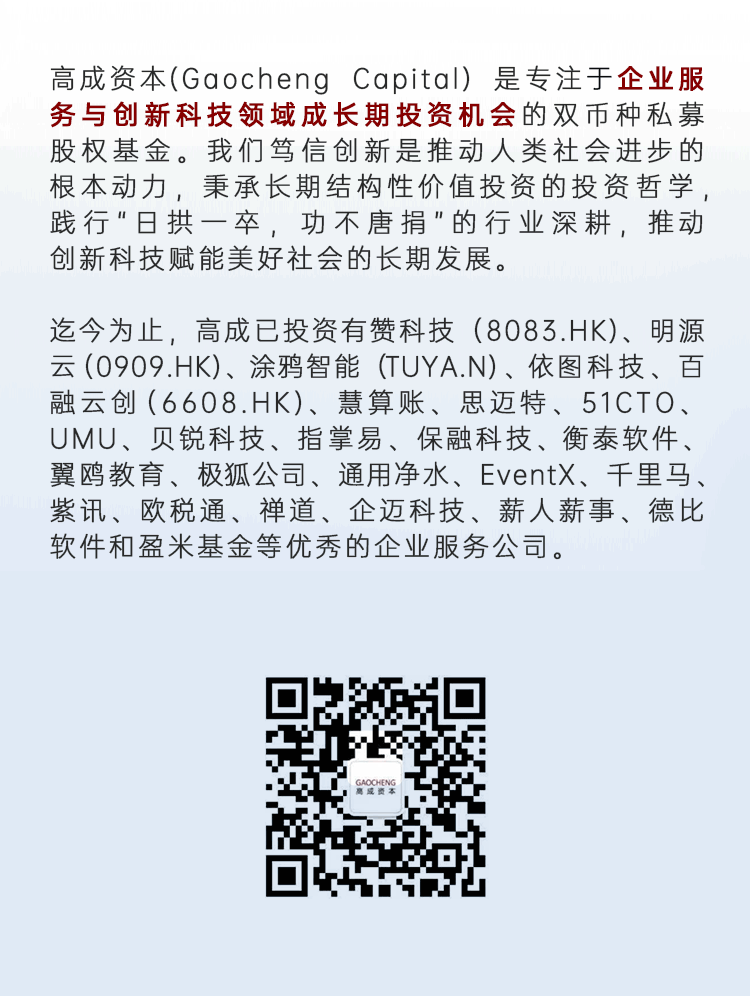 高成资本(Gaocheng Capital) 是专注于企业服
务与创新科技领域成长期投资机会的双币种私募
股权基金。我们笃信创新是推动人类社会进步的
根本动力，秉承长期结构性价值投资的投资哲学，
践行“日拱一卒，功不唐捐”的行业深耕，推动
创新科技赋能美好社会的长期发展。
迄今为止，高成已投资有赞科技（8083.HK)、明源
云(0909.HK)、涂鸦智能（TUYA.N)、依图科技、百
融云创(6608.HK)、慧算账、思迈特、51CTO、
UMU、贝锐科技、指掌易、保融科技、衡泰软件、
翼鸥教育、极狐公司、通用净水、EventX、千里马、
紫讯、欧税通、禅道、企迈科技、薪人薪事、德比
软件和盈米基金等优秀的企业服务公司。
GAOCHENG
高成资本